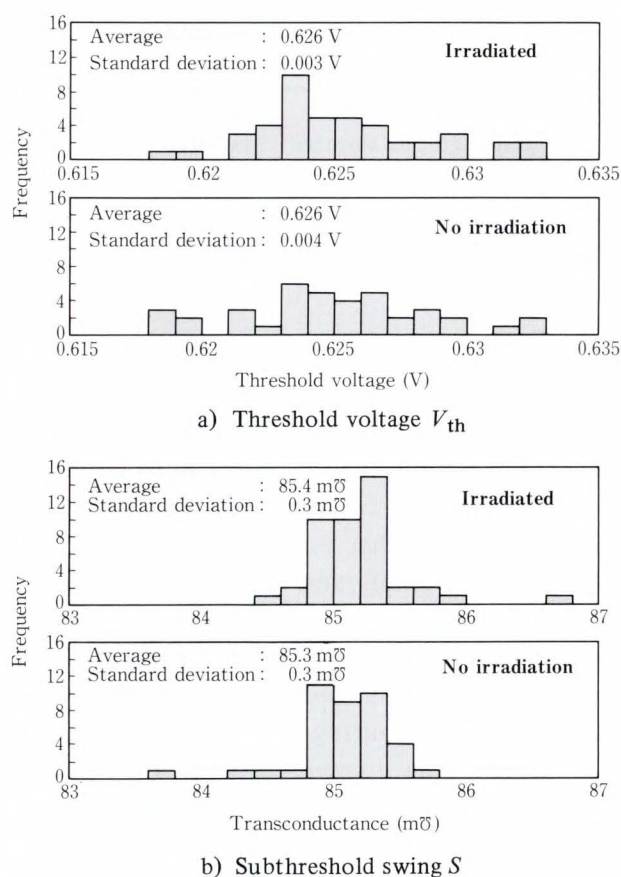 16
12
8
4
0
Average : 0.626 V
Standard deviation : 0.003 V
Irradiated
0.615 0.62 0.625 0.63 0.635
Frequency
16
12
8
4
0
Average : 0.626 V
Standard deviation : 0.004 V
No irradiation
0.615 0.62 0.625 0.63 0.635
Threshold voltage (V)
a) Threshold voltage Vth
16
12
8
4
0
Average : 85.4 m℧
Standard deviation : 0.3 m℧
Irradiated
83 84 85 86 87
Frequency
16
12
8
4
0
Average : 85.3 m℧
Standard deviation : 0.3 m℧
No irradiation
83 84 85 86 87
Transconductance (m℧)
b) Subthreshold swing S